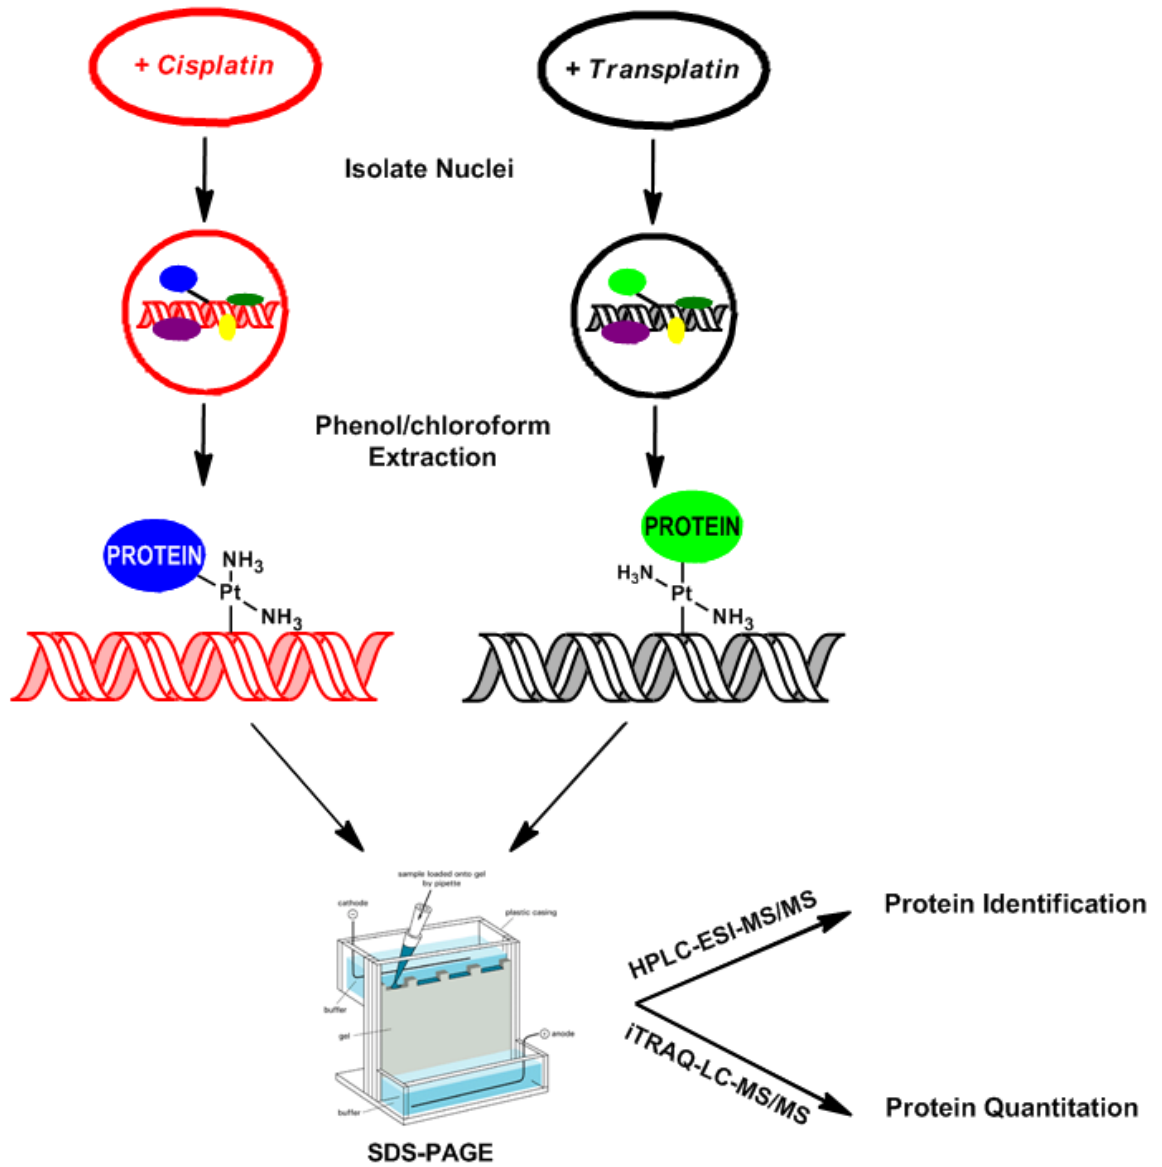 + Cisplatin
+ Transplatin
Isolate Nuclei
Phenol/chloroform
Extraction
PROTEIN
NH3
Pt
NH3
PROTEIN
H3N
Pt
NH3
sample loaded onto gel
by pipette
cathode
plastic casing
buffer
gel
anode
buffer
SDS-PAGE
HPLC-ESI-MS/MS
Protein Identification
iTRAQ-LC-MS/MS
Protein Quantitation